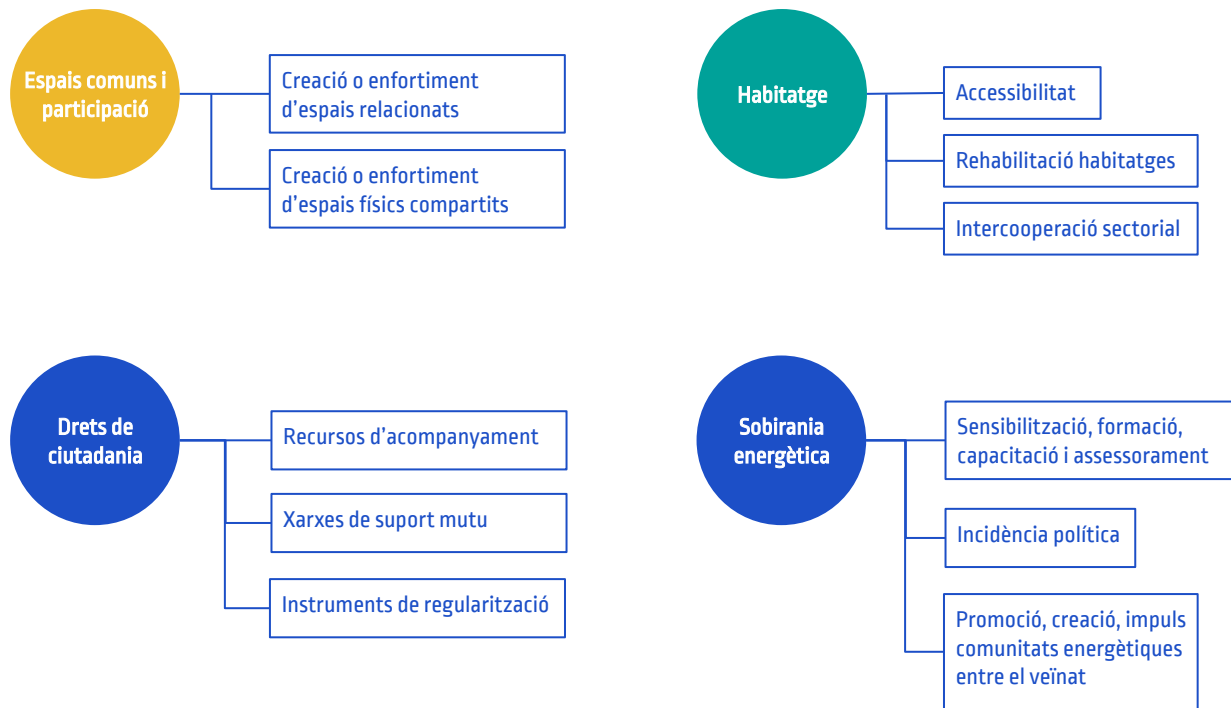 Espais comuns i
participació
Creació o enfortiment
d'espais relacionats
Creació o enfortiment
d'espais físics compartits
Habitatge
Accessibilitat
Rehabilitació habitatges
Intercooperació sectorial
Drets de
ciutadania
Recursos d'acompanyament
Xarxes de suport mutu
Instruments de regularització
Sobirania
energètica
Sensibilització, formació,
capacitació i assessorament
Incidència política
Promoció, creació, impuls
comunitats energètiques
entre el veïnat